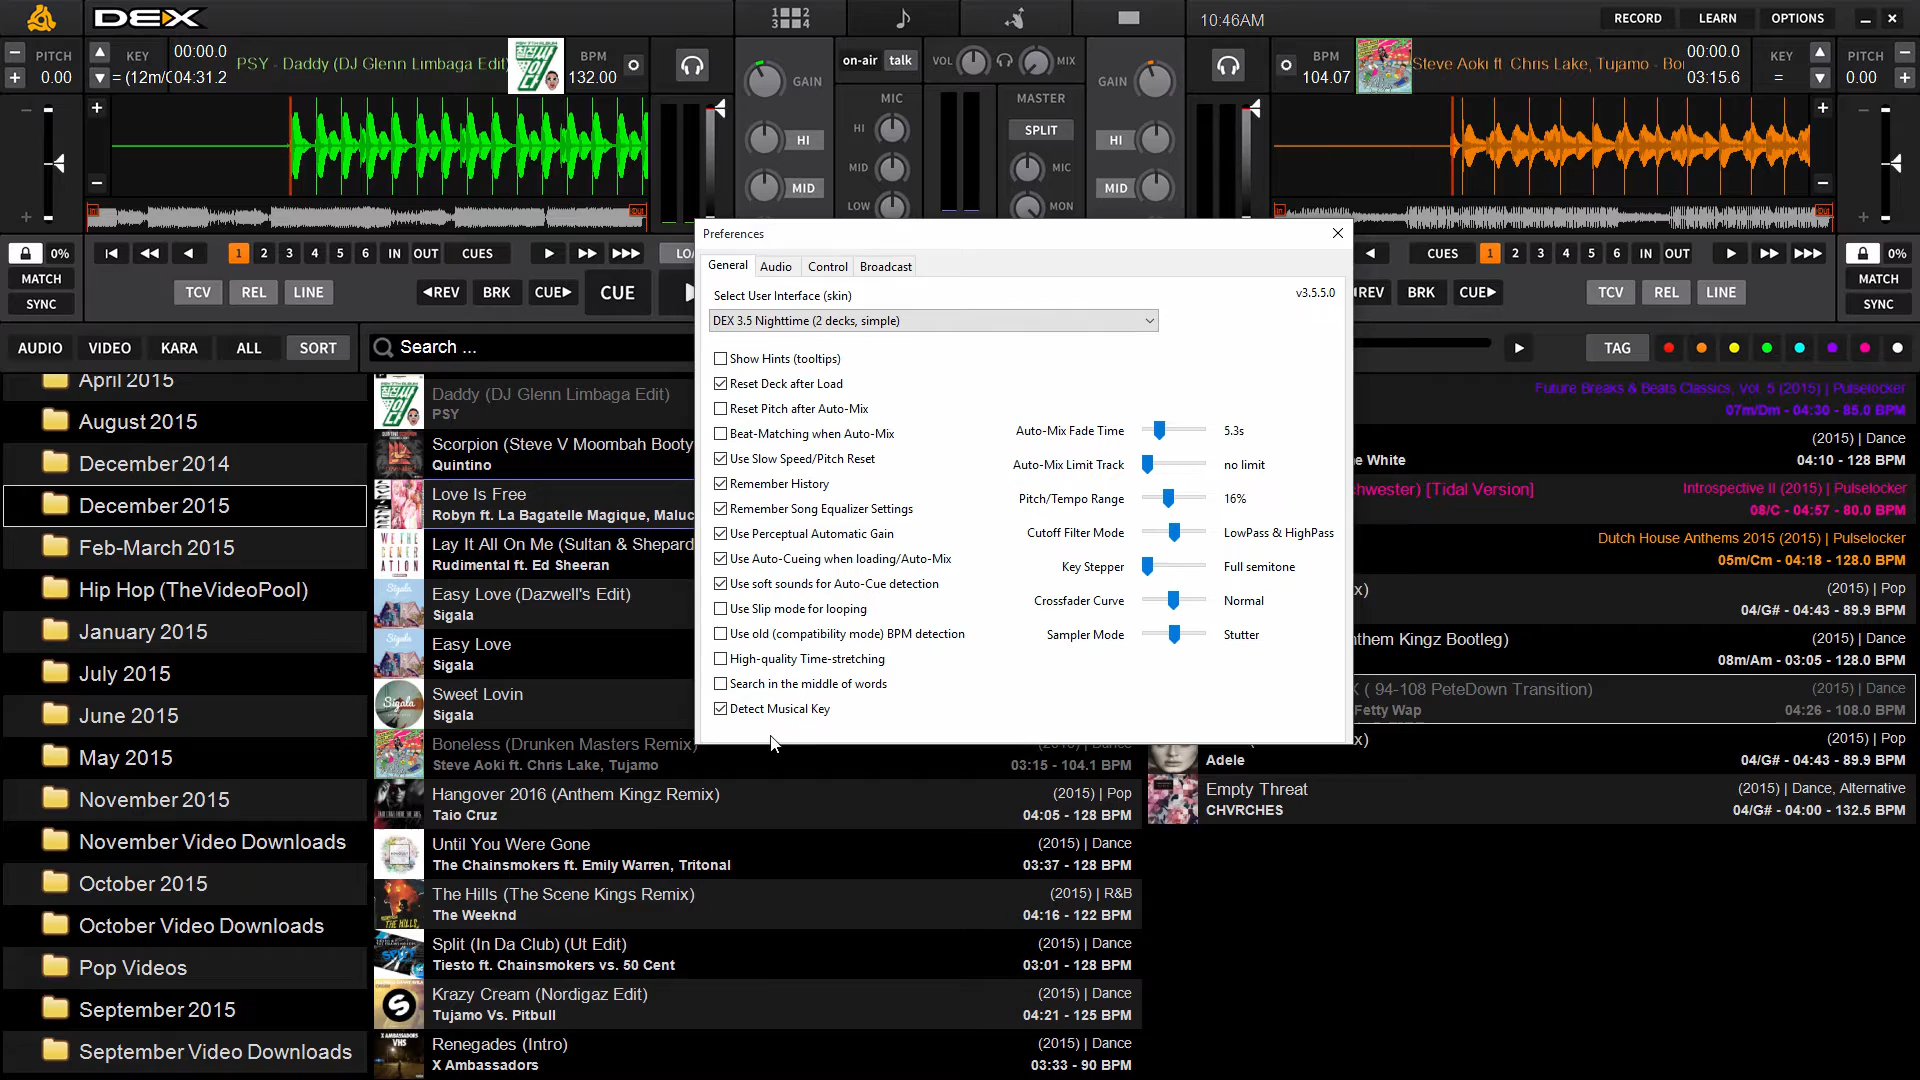 DEX
1 2
3 4
10:46AM
RECORD
LEARN
OPTIONS
PITCH
0.00
KEY
= (12m/C
00:00.0
04:31.2
PSY - Daddy (DJ Glenn Limbaga Edit)
BPM
132.00
GAIN
HI
MID
on-air
talk
MIC
HI
MID
LOW
VOL
MIX
MASTER
SPLIT
MIC
MON
GAIN
HI
MID
BPM
104.07
Steve Aoki ft. Chris Lake, Tujamo - Bo
00:00.0
03:15.6
KEY
=
PITCH
0.00
0%
MATCH
SYNC
1 2 3 4 5 6 IN OUT CUES
LO
TCV REL LINE
REV BRK CUE CUE
CUES 1 2 3 4 5 6 IN OUT
REV BRK CUE
TCV REL LINE
0%
MATCH
SYNC
AUDIO VIDEO KARA ALL SORT
Search ...
TAG
April 2015
August 2015
December 2014
December 2015
Feb-March 2015
Hip Hop (TheVideoPool)
January 2015
July 2015
June 2015
May 2015
November 2015
November Video Downloads
October 2015
October Video Downloads
Pop Videos
September 2015
September Video Downloads
Daddy (DJ Glenn Limbaga Edit)
PSY
Scorpion (Steve V Moombah Booty
Quintino
Love Is Free
Robyn ft. La Bagatelle Magique, Maluc
Lay It All On Me (Sultan & Shepard
Rudimental ft. Ed Sheeran
Easy Love (Dazwell's Edit)
Sigala
Easy Love
Sigala
Sweet Lovin
Sigala
Boneless (Drunken Masters Remix)
(2015) | Dance
Steve Aoki ft. Chris Lake, Tujamo
03:15 - 104.1 BPM
Hangover 2016 (Anthem Kingz Remix)
(2015) | Pop
Taio Cruz
04:05 - 128 BPM
Until You Were Gone
(2015) | Dance
The Chainsmokers ft. Emily Warren, Tritonal
03:37 - 128 BPM
The Hills (The Scene Kings Remix)
(2015) | R&B
The Weeknd
04:16 - 122 BPM
Split (In Da Club) (Ut Edit)
(2015) | Dance
Tiesto ft. Chainsmokers vs. 50 Cent
03:01 - 128 BPM
Krazy Cream (Nordigaz Edit)
(2015) | Dance
Tujamo Vs. Pitbull
04:21 - 125 BPM
Renegades (Intro)
(2015) | Dance
X Ambassadors
03:33 - 90 BPM
Preferences
General Audio Control Broadcast
Select User Interface (skin)
v3.5.5.0
DEX 3.5 Nighttime (2 decks, simple)
Show Hints (tooltips)
Reset Deck after Load
Reset Pitch after Auto-Mix
Beat-Matching when Auto-Mix
Use Slow Speed/Pitch Reset
Remember History
Remember Song Equalizer Settings
Use Perceptual Automatic Gain
Use Auto-Cueing when loading/Auto-Mix
Use soft sounds for Auto-Cue detection
Use Slip mode for looping
Use old (compatibility mode) BPM detection
High-quality Time-stretching
Search in the middle of words
Detect Musical Key
Auto-Mix Fade Time 5.3s
Auto-Mix Limit Track no limit
Pitch/Tempo Range 16%
Cutoff Filter Mode LowPass & HighPass
Key Stepper Full semitone
Crossfader Curve Normal
Sampler Mode Stutter
Future Breaks & Beats Classics, Vol. 5 (2015) | Pulselocker
07m/Dm - 04:30 - 85.0 BPM
(2015) | Dance
e White
04:10 - 128 BPM
hwester) [Tidal Version]
Introspective II (2015) | Pulselocker
08/C - 04:57 - 80.0 BPM
Dutch House Anthems 2015 (2015) | Pulselocker
05m/Cm - 04:18 - 128.0 BPM
x)
(2015) | Pop
04/G# - 04:43 - 89.9 BPM
nthem Kingz Bootleg)
(2015) | Dance
08m/Am - 03:05 - 128.0 BPM
X ( 94-108 PeteDown Transition)
(2015) | Dance
Fetty Wap
04:26 - 108.0 BPM
x)
(2015) | Pop
Adele
04/G# - 04:43 - 89.9 BPM
Empty Threat
(2015) | Dance, Alternative
CHVRCHES
04/G# - 04:00 - 132.5 BPM